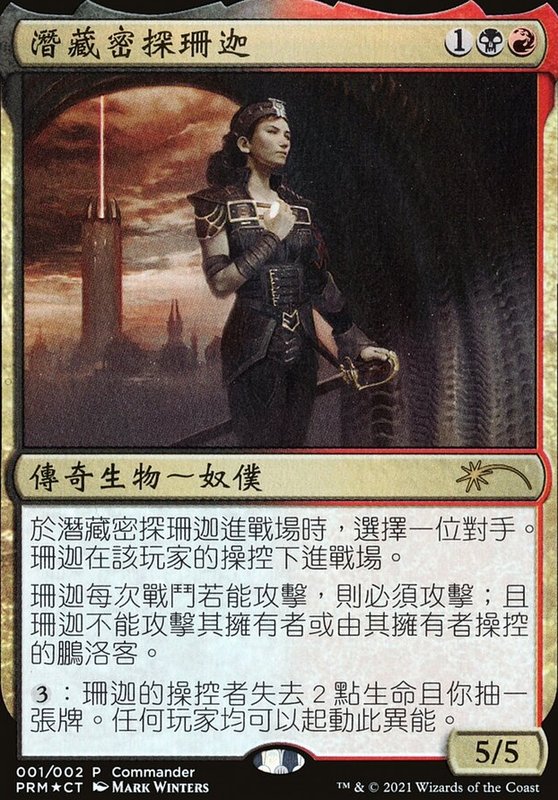 潛藏密探珊迦
1
傳奇生物～奴僕
於潛藏密探珊迦進戰場時，選擇一位對手。
珊迦在該玩家的操控下進戰場。
珊迦每次戰鬥若能攻擊，則必須攻擊；且
珊迦不能攻擊其擁有者或由其擁有者操控
的鵬洛客。
3：珊迦的操控者失去2點生命且你抽一
張牌。任何玩家均可以起動此異能。
5/5
001/002 P Commander
PRM★CT MARK WINTERS
™ & © 2021 Wizards of the Coast